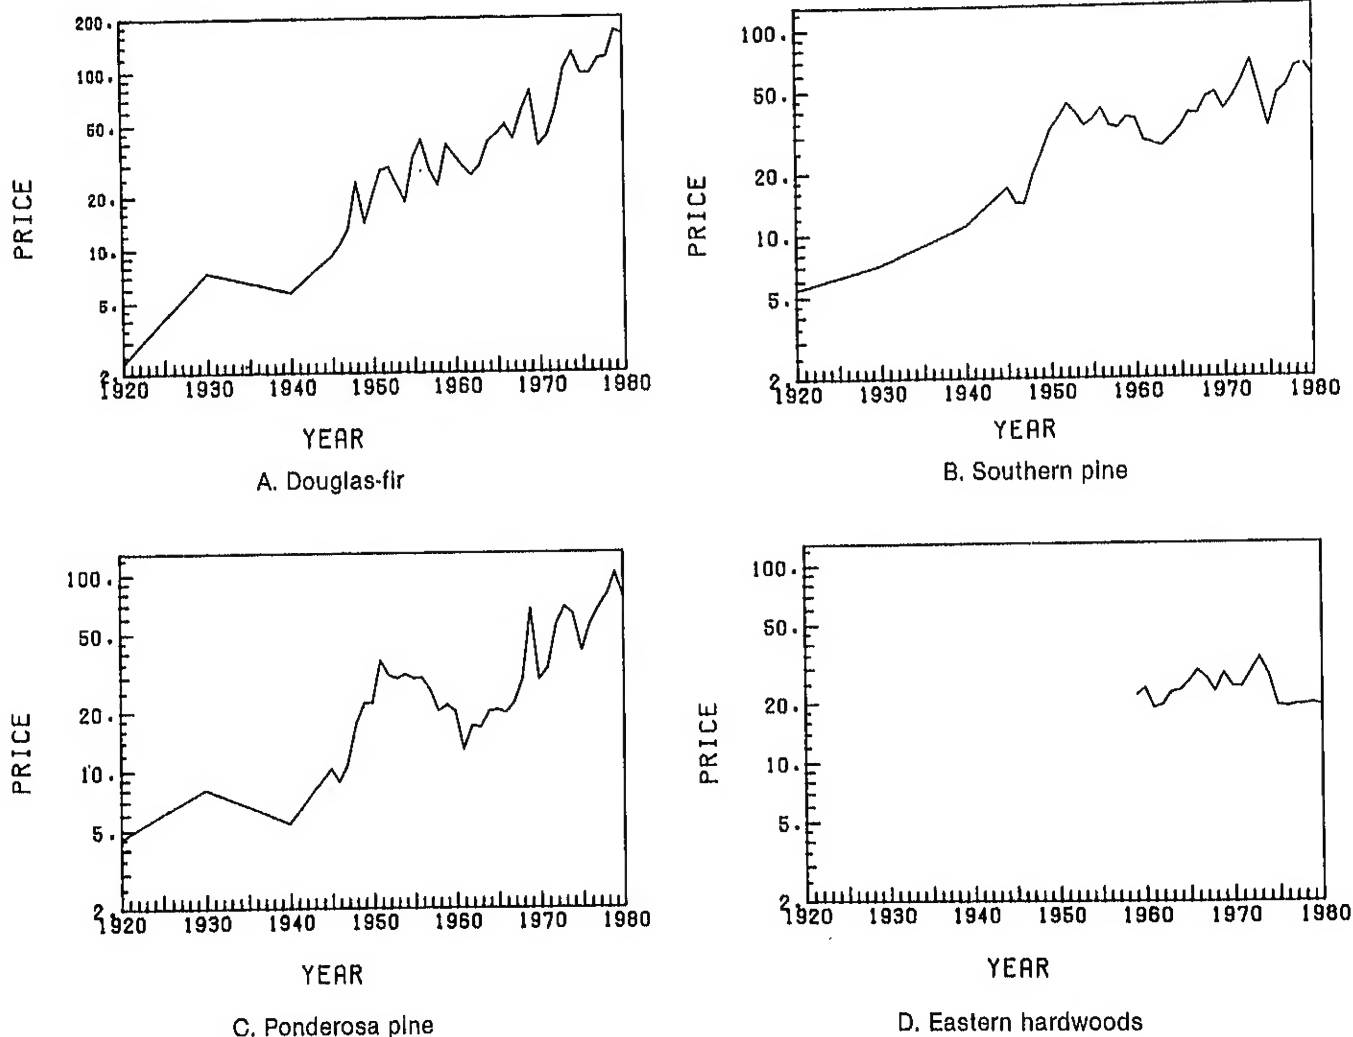 200.
100.
50.
20.
10.
5.
2.
1920 1930 1940 1950 1960 1970 1980
PRICE
YEAR
A. Douglas-fir
100.
50.
20.
10.
5.
2.
1920 1930 1940 1950 1960 1970 1980
PRICE
YEAR
B. Southern pine
100.
50.
20.
10.
5.
2.
1920 1930 1940 1950 1960 1970 1980
PRICE
YEAR
C. Ponderosa pine
100.
50.
20.
10.
5.
2.
1920 1930 1940 1950 1960 1970 1980
PRICE
YEAR
D. Eastern hardwoods